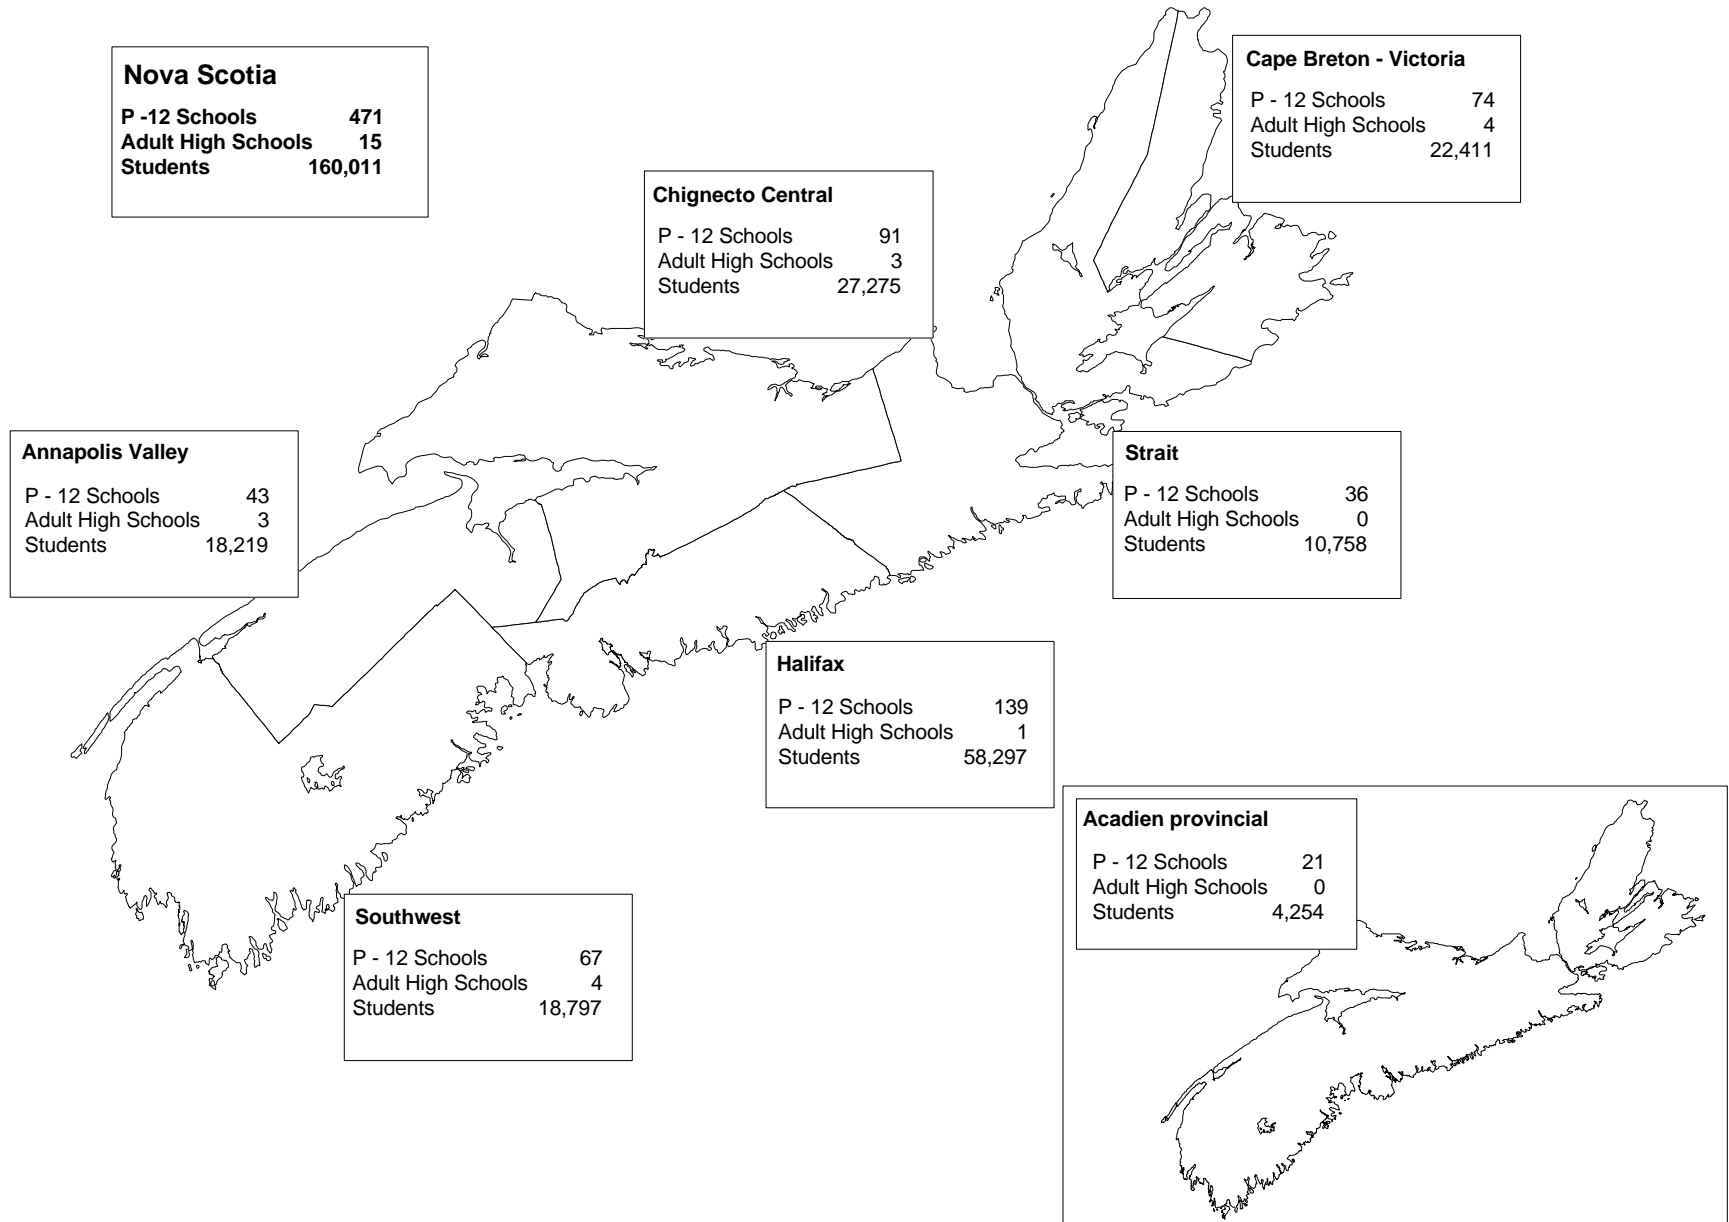 Nova Scotia
P -12 Schools 471
Adult High Schools 15
Students 160,011
Cape Breton - Victoria
P - 12 Schools 74
Adult High Schools 4
Students 22,411
Chignecto Central
P - 12 Schools 91
Adult High Schools 3
Students 27,275
Annapolis Valley
P - 12 Schools 43
Adult High Schools 3
Students 18,219
Strait
P - 12 Schools 36
Adult High Schools 0
Students 10,758
Halifax
P - 12 Schools 139
Adult High Schools 1
Students 58,297
Acadien provincial
P - 12 Schools 21
Adult High Schools 0
Students 4,254
Southwest
P - 12 Schools 67
Adult High Schools 4
Students 18,797